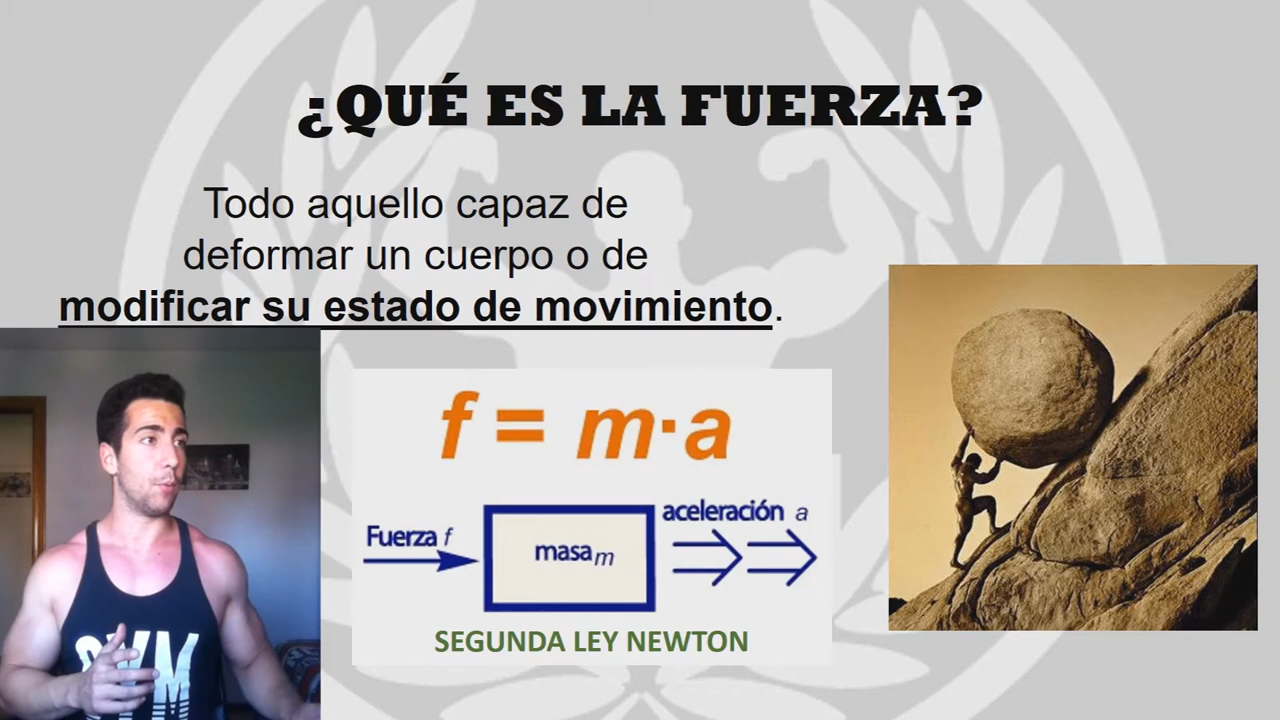 ¿QUÉ ES LA FUERZA?
Todo aquello capaz de
deformar un cuerpo o de
modificar su estado de movimiento.
f = m·a
Fuerza f
masa m
aceleración a
SEGUNDA LEY NEWTON
GYM